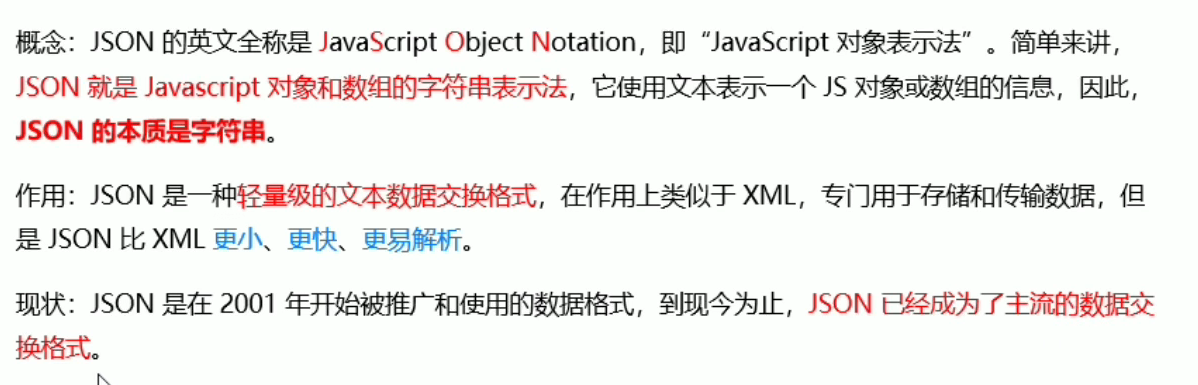 概念：JSON 的英文全称是 JavaScript Object Notation，即“JavaScript 对象表示法”。简单来讲，
JSON 就是 Javascript 对象和数组的字符串表示法，它使用文本表示一个 JS 对象或数组的信息，因此，
JSON 的本质是字符串。
作用：JSON 是一种轻量级的文本数据交换格式，在作用上类似于 XML，专门用于存储和传输数据，但
是 JSON 比 XML 更小、更快、更易解析。
现状：JSON 是在 2001 年开始被推广和使用的数据格式，到现今为止，JSON 已经成为了主流的数据交
换格式。